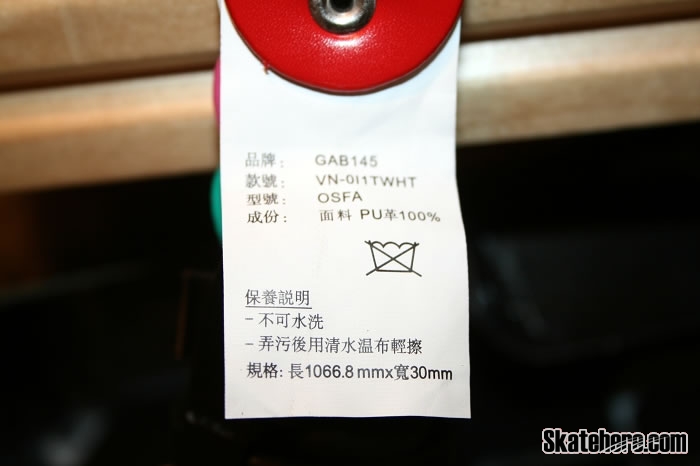 品牌: GAB145
款號: VN-0I1TWHT
型號: OSFA
成份: 面料 PU革100%
保養説明
- 不可水洗
- 弄污後用清水温布輕擦
規格: 長1066.8mmx寬30mm
Skatehere.com